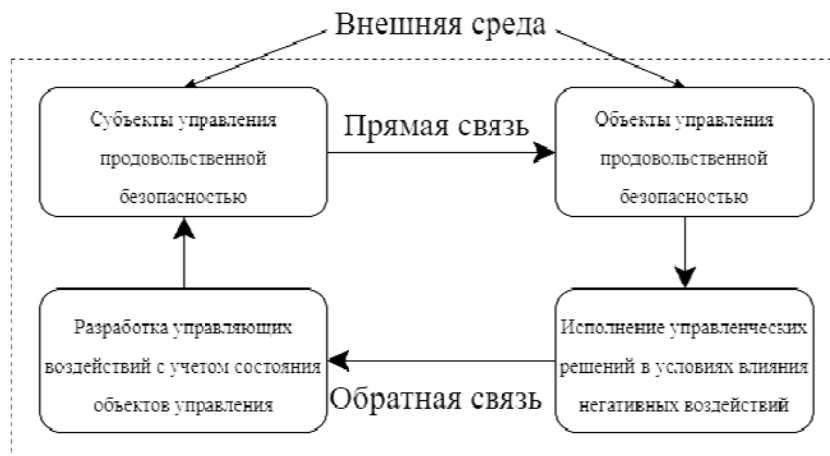 Внешняя среда
Субъекты управления
продовольственной
безопасностью
Прямая связь
Объекты управления
продовольственной
безопасностью
Разработка управляющих
воздействий с учетом состояния
объектов управления
Обратная связь
Исполнение управленческих
решений в условиях влияния
негативных воздействий